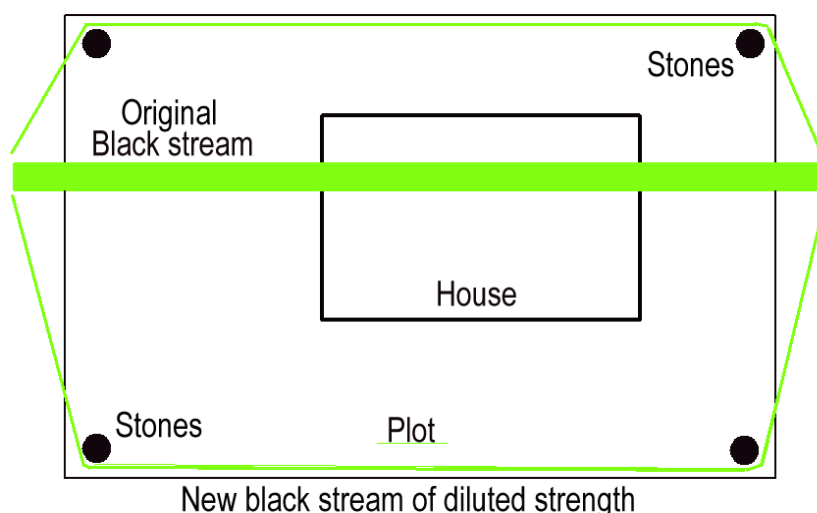 Stones
Original
Black stream
House
Stones
Plot
New black stream of diluted strength